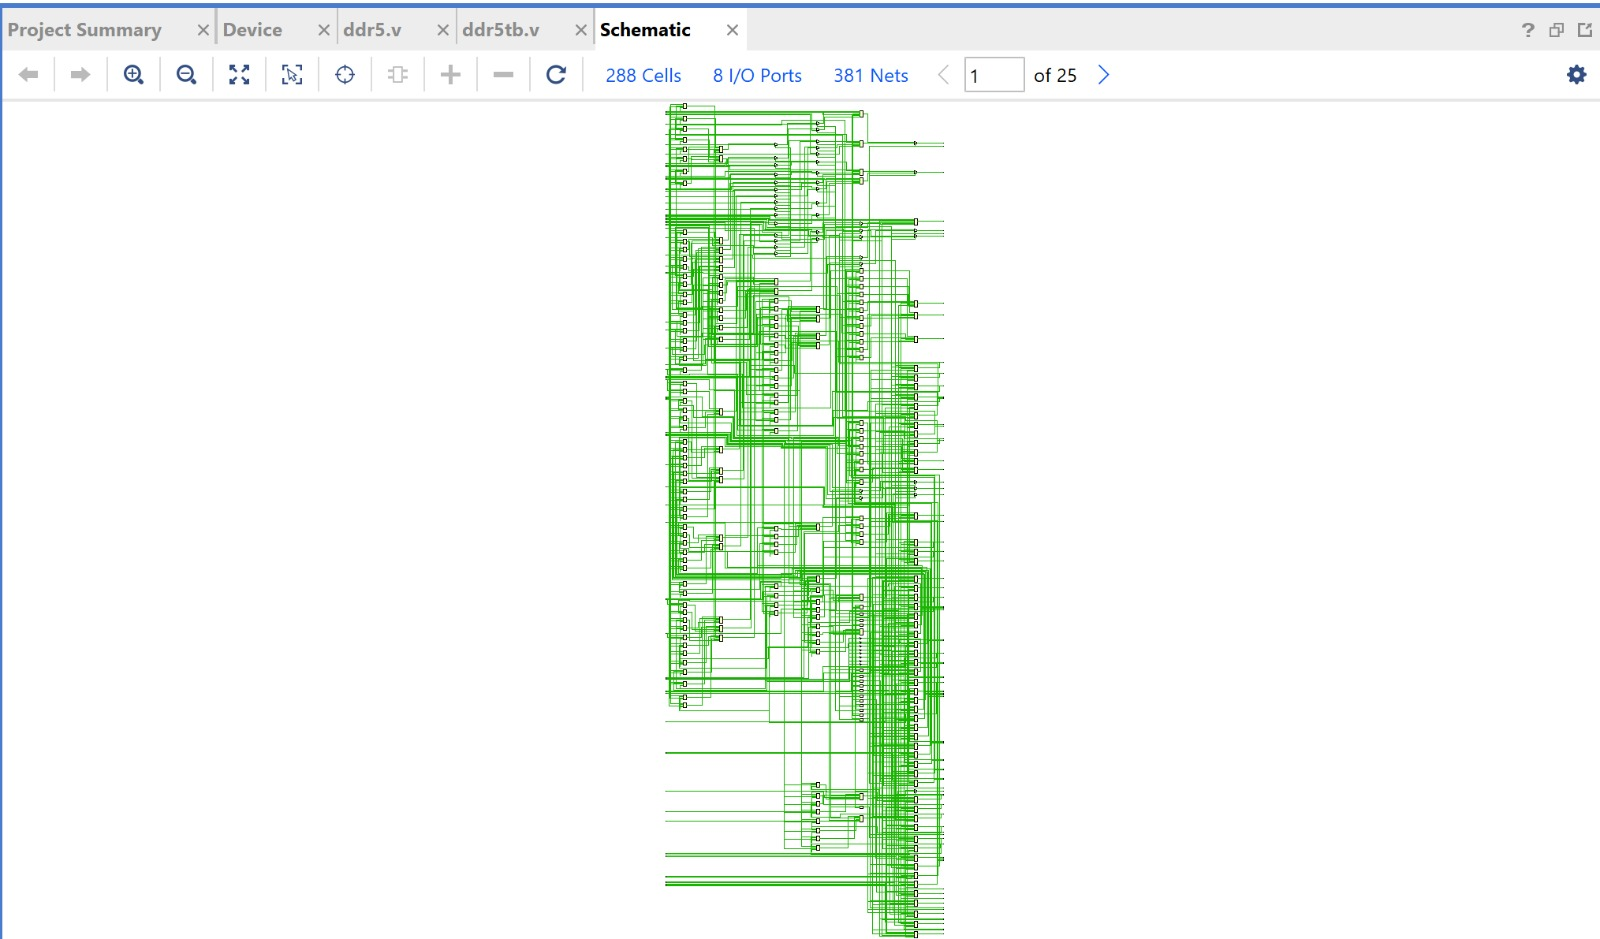 Project Summary Device ddr5.v ddr5tb.v Schematic ?
288 Cells 8 I/O Ports 381 Nets 1 of 25